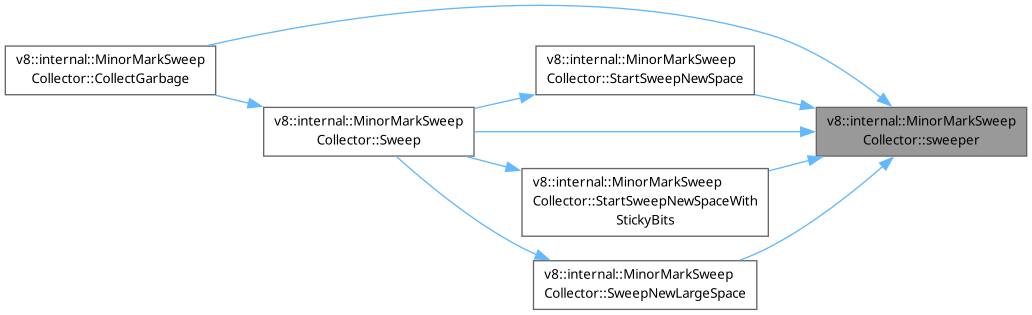 v8::internal::MinorMarkSweep
Collector::CollectGarbage
v8::internal::MinorMarkSweep
Collector::Sweep
v8::internal::MinorMarkSweep
Collector::StartSweepNewSpace
v8::internal::MinorMarkSweep
Collector::StartSweepNewSpaceWith
StickyBits
v8::internal::MinorMarkSweep
Collector::SweepNewLargeSpace
v8::internal::MinorMarkSweep
Collector::sweeper